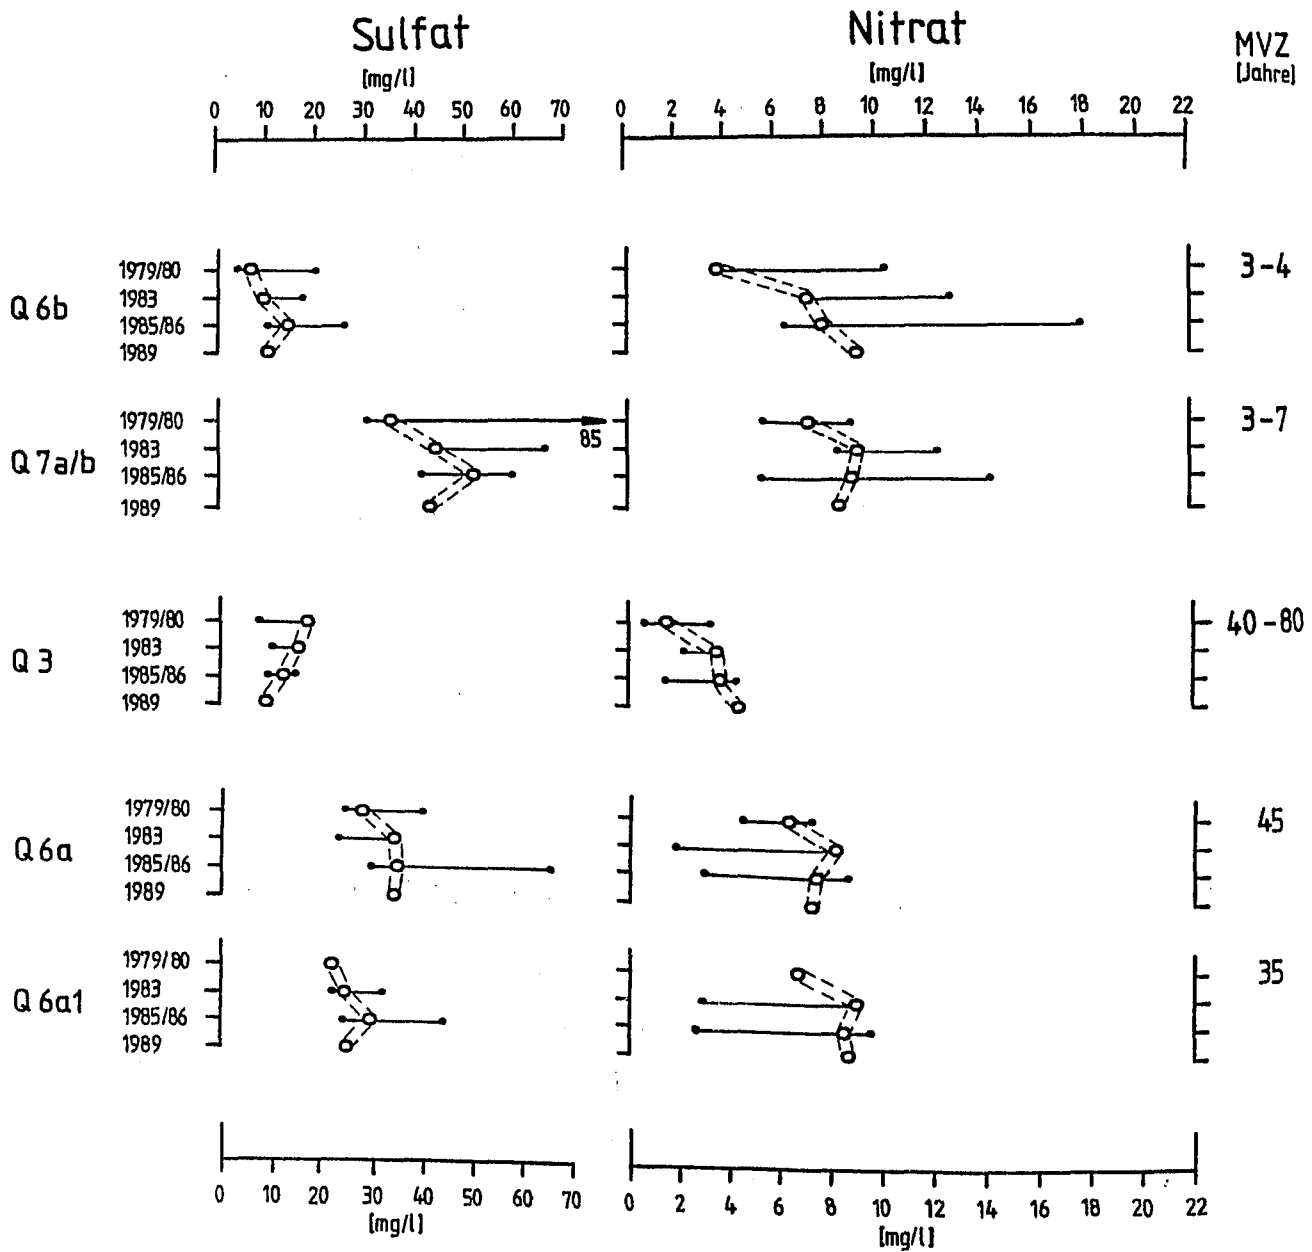 Sulfat Nitrat MVZ
[mg/l] [mg/l] [Jahre]
0 10 20 30 40 50 60 70 0 2 4 6 8 10 12 14 16 18 20 22
Q 6b
1979/80 3-4
1983
1985/86
1989
Q 7a/b
1979/80 3-7
85
1983
1985/86
1989
Q 3
1979/80 40-80
1983
1985/86
1989
Q 6a
1979/80 45
1983
1985/86
1989
Q 6a1
1979/80 35
1983
1985/86
1989
0 10 20 30 40 50 60 70 0 2 4 6 8 10 12 14 16 18 20 22
[mg/l] [mg/l]